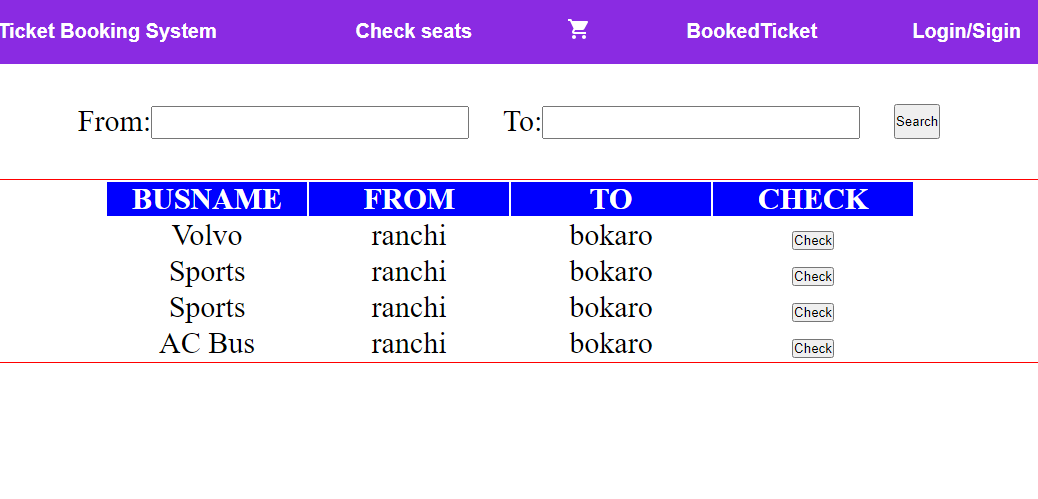 Ticket Booking System Check seats BookedTicket Login/Sigin
From: To: Search
BUSNAME FROM TO CHECK
Volvo ranchi bokaro Check
Sports ranchi bokaro Check
Sports ranchi bokaro Check
AC Bus ranchi bokaro Check